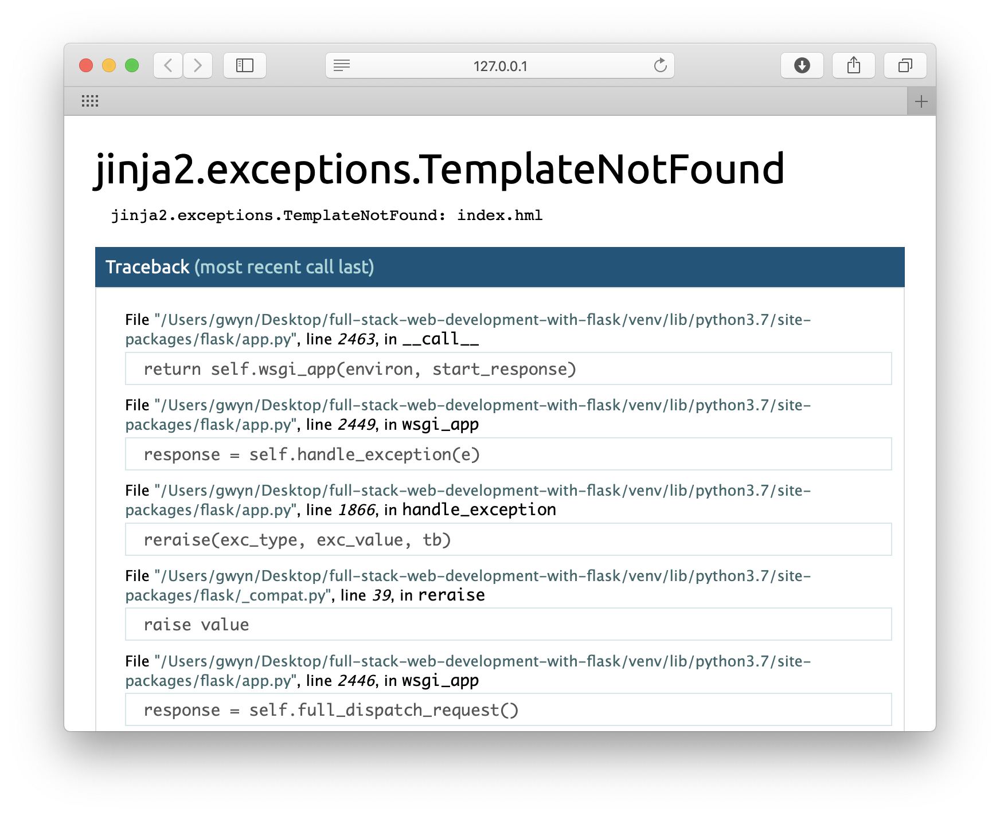 127.0.0.1
jinja2.exceptions.TemplateNotFound
jinja2.exceptions.TemplateNotFound: index.hml
Traceback (most recent call last)
File "/Users/gwyn/Desktop/full-stack-web-development-with-flask/venv/lib/python3.7/site-
packages/flask/app.py", line 2463, in __call__
return self.wsgi_app(environ, start_response)
File "/Users/gwyn/Desktop/full-stack-web-development-with-flask/venv/lib/python3.7/site-
packages/flask/app.py", line 2449, in wsgi_app
response = self.handle_exception(e)
File "/Users/gwyn/Desktop/full-stack-web-development-with-flask/venv/lib/python3.7/site-
packages/flask/app.py", line 1866, in handle_exception
reraise(exc_type, exc_value, tb)
File "/Users/gwyn/Desktop/full-stack-web-development-with-flask/venv/lib/python3.7/site-
packages/flask/_compat.py", line 39, in reraise
raise value
File "/Users/gwyn/Desktop/full-stack-web-development-with-flask/venv/lib/python3.7/site-
packages/flask/app.py", line 2446, in wsgi_app
response = self.full_dispatch_request()